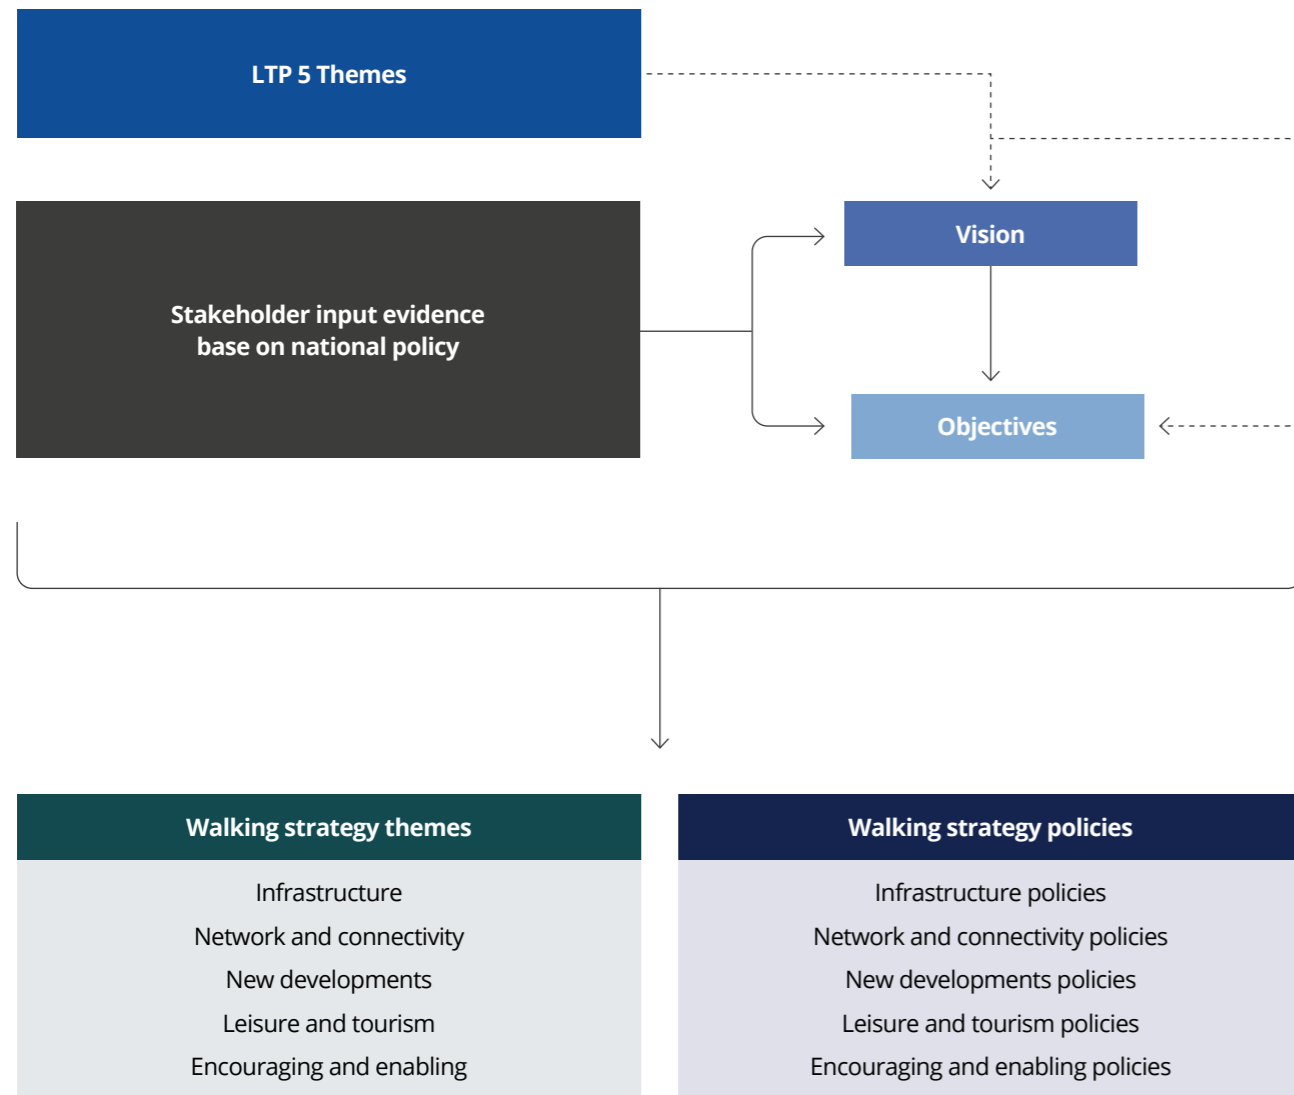 LTP 5 Themes
Stakeholder input evidence
base on national policy
Vision
Objectives
Walking strategy themes
Infrastructure
Network and connectivity
New developments
Leisure and tourism
Encouraging and enabling
Walking strategy policies
Infrastructure policies
Network and connectivity policies
New developments policies
Leisure and tourism policies
Encouraging and enabling policies